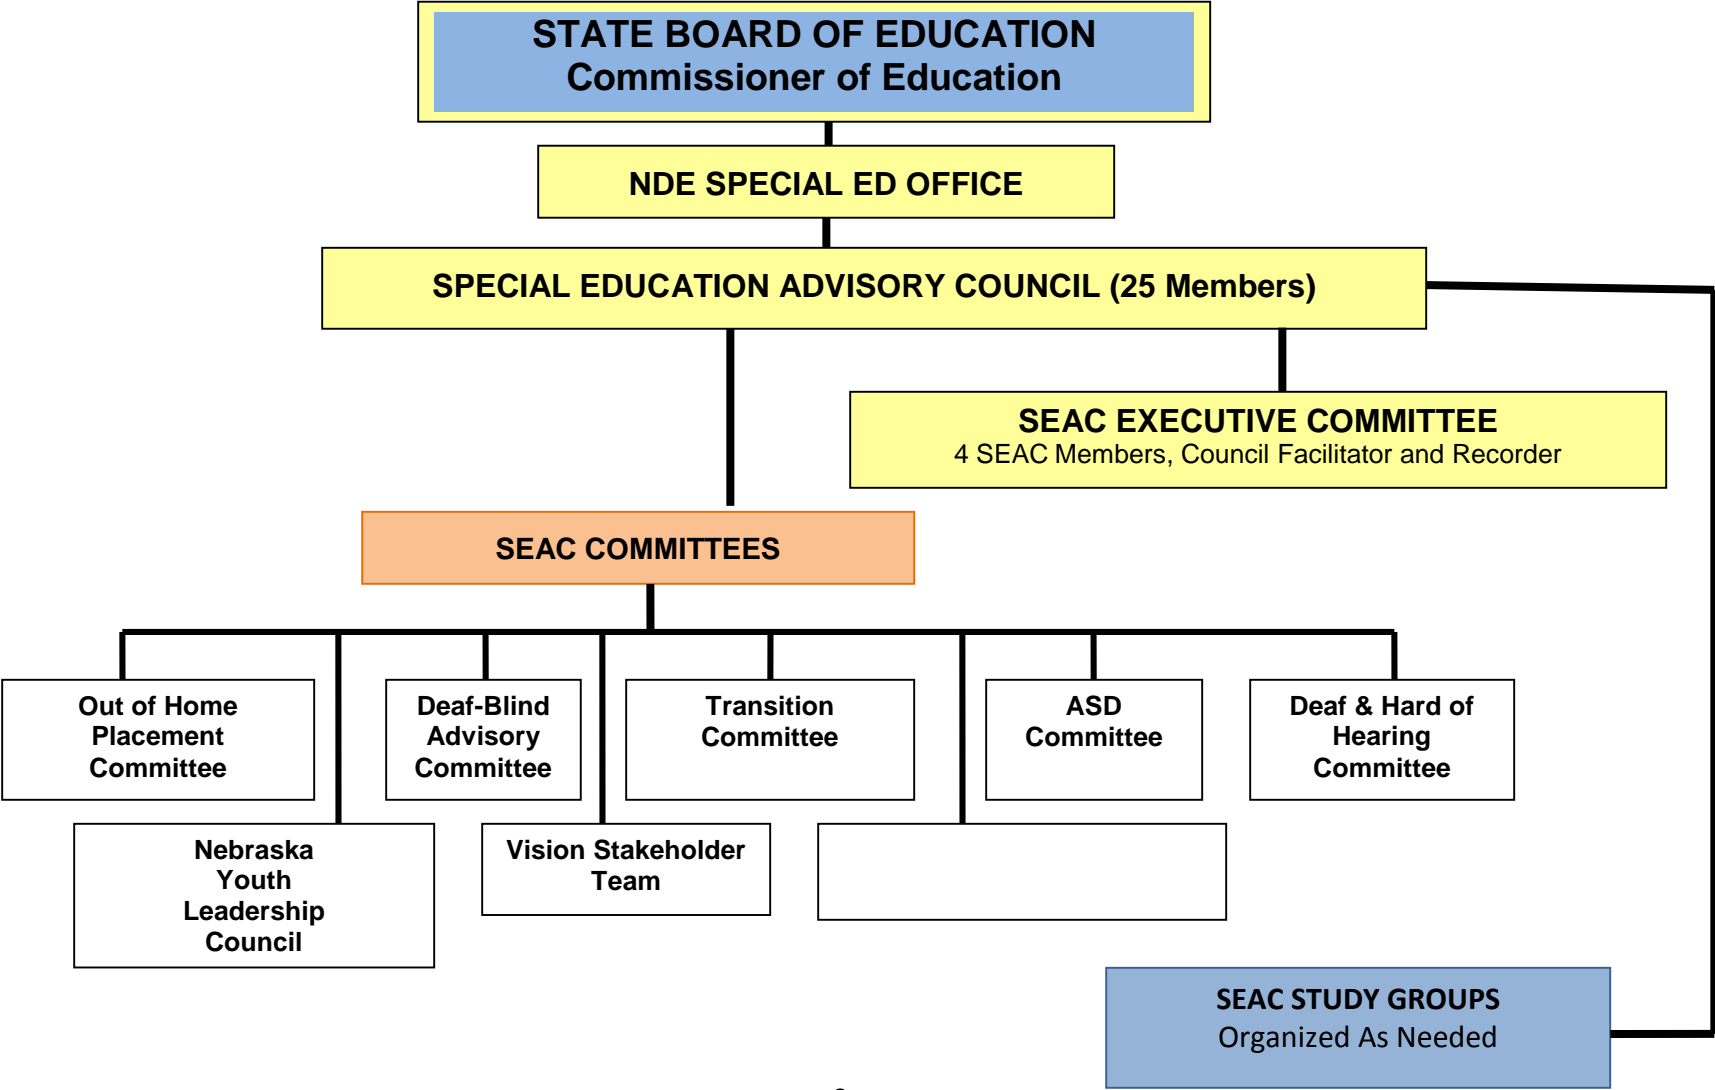 STATE BOARD OF EDUCATION
Commissioner of Education
NDE SPECIAL ED OFFICE
SPECIAL EDUCATION ADVISORY COUNCIL (25 Members)
SEAC EXECUTIVE COMMITTEE
4 SEAC Members, Council Facilitator and Recorder
SEAC COMMITTEES
Out of Home
Placement
Committee
Deaf-Blind
Advisory
Committee
Transition
Committee
ASD
Committee
Deaf & Hard of
Hearing
Committee
Nebraska
Youth
Leadership
Council
Vision Stakeholder
Team
SEAC STUDY GROUPS
Organized As Needed